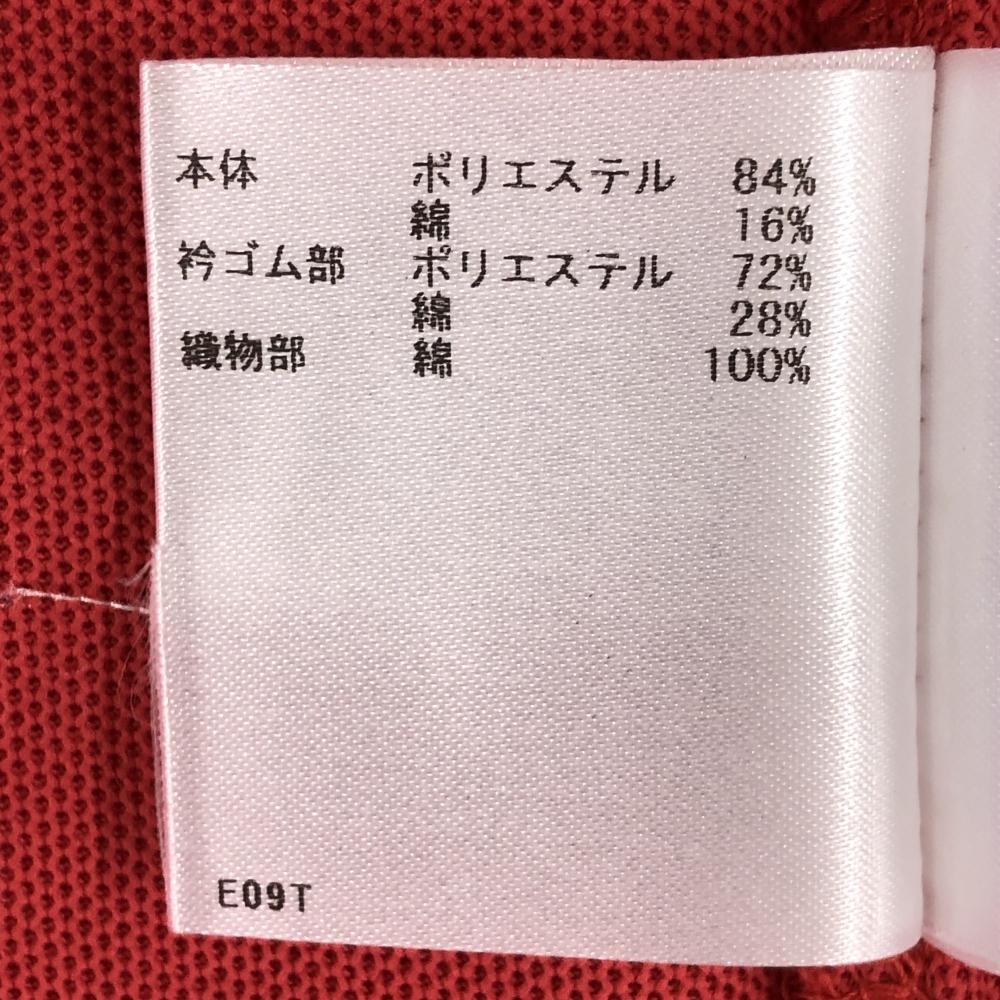 本体 ポリエステル 84%
綿 16%
衿ゴム部 ポリエステル 72%
綿 28%
織物部 綿 100%
E09T